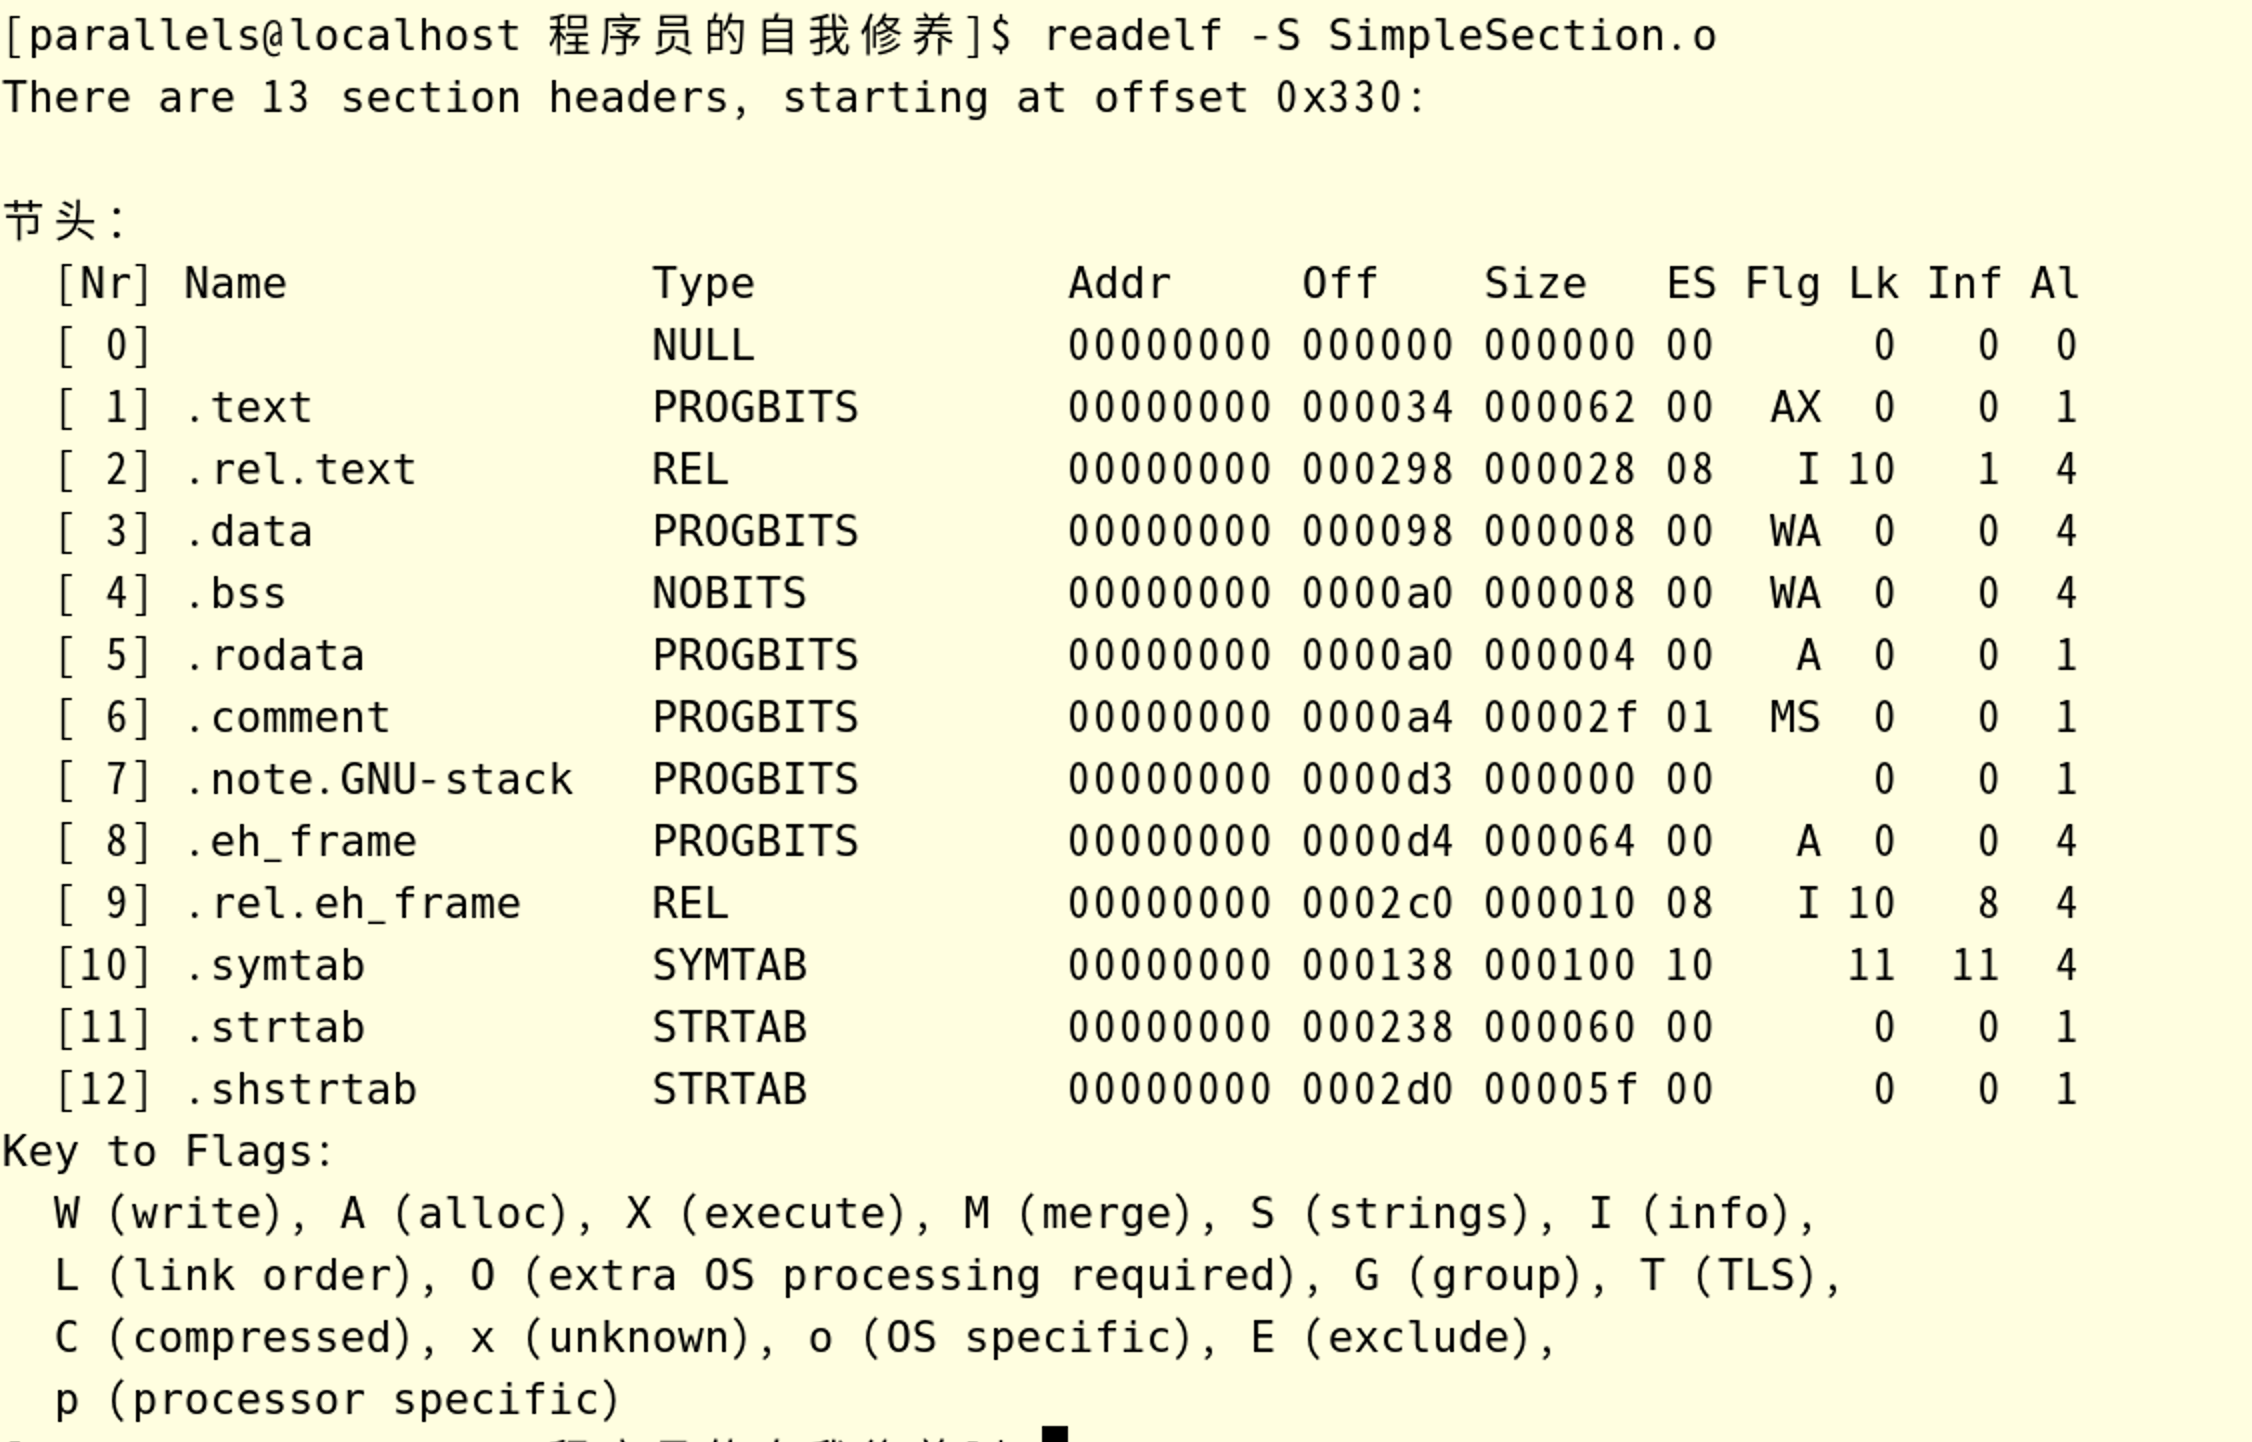 [parallels@localhost 程序员的自我修养]$ readelf -S SimpleSection.o
There are 13 section headers, starting at offset 0x330:
节头：
[Nr] Name Type Addr Off Size ES Flg Lk Inf Al
[ 0] NULL 00000000 000000 000000 00 0 0 0
[ 1] .text PROGBITS 00000000 000034 000062 00 AX 0 0 1
[ 2] .rel.text REL 00000000 000298 000028 08 I 10 1 4
[ 3] .data PROGBITS 00000000 000098 000008 00 WA 0 0 4
[ 4] .bss NOBITS 00000000 0000a0 000008 00 WA 0 0 4
[ 5] .rodata PROGBITS 00000000 0000a0 000004 00 A 0 0 1
[ 6] .comment PROGBITS 00000000 0000a4 00002f 01 MS 0 0 1
[ 7] .note.GNU-stack PROGBITS 00000000 0000d3 000000 00 0 0 1
[ 8] .eh_frame PROGBITS 00000000 0000d4 000064 00 A 0 0 4
[ 9] .rel.eh_frame REL 00000000 0002c0 000010 08 I 10 8 4
[10] .symtab SYMTAB 00000000 000138 000100 10 11 11 4
[11] .strtab STRTAB 00000000 000238 000060 00 0 0 1
[12] .shstrtab STRTAB 00000000 0002d0 00005f 00 0 0 1
Key to Flags:
W (write), A (alloc), X (execute), M (merge), S (strings), I (info),
L (link order), O (extra OS processing required), G (group), T (TLS),
C (compressed), x (unknown), o (OS specific), E (exclude),
p (processor specific)